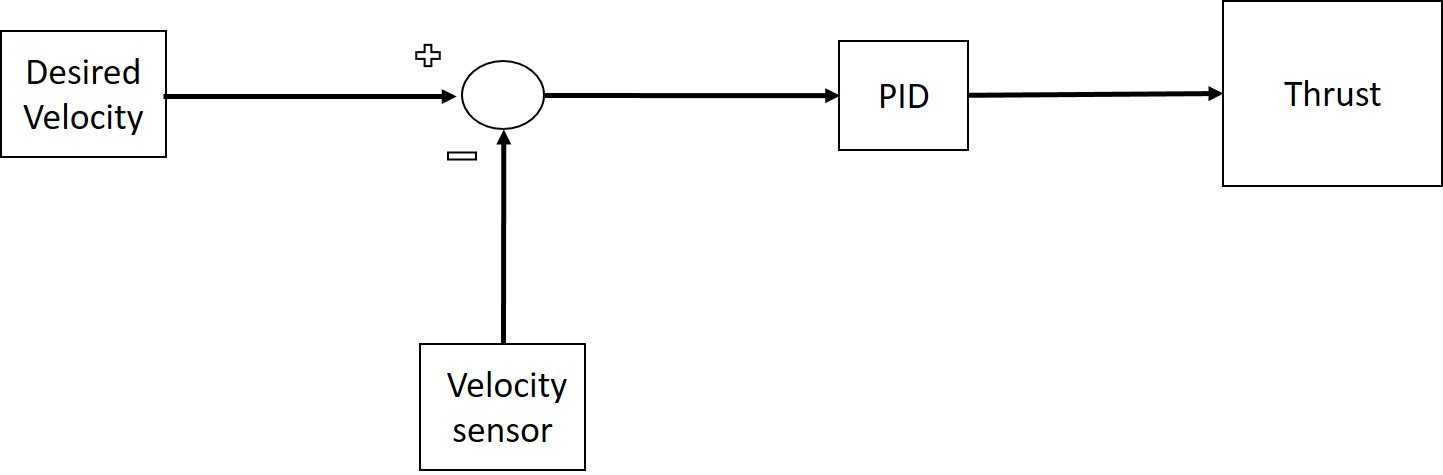 Desired
Velocity
PID
Thrust
Velocity
sensor